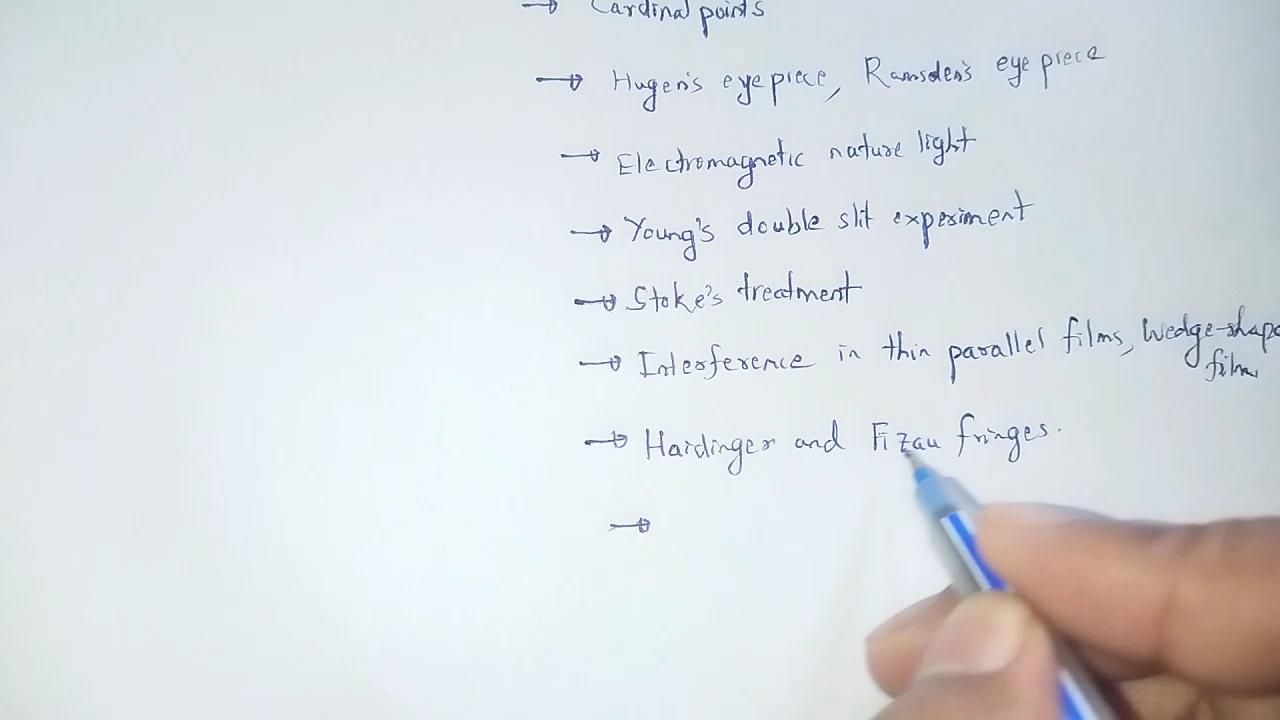 → Cardinal points
→ Hugen's eye piece, Ramsden's eye piece
→ Electromagnetic nature light
→ Young's double slit experiment
→ Stoke's treatment
→ Interference in thin parallel films, Wedge-shape
film
→ Haidinger and Fizau fringes.
→